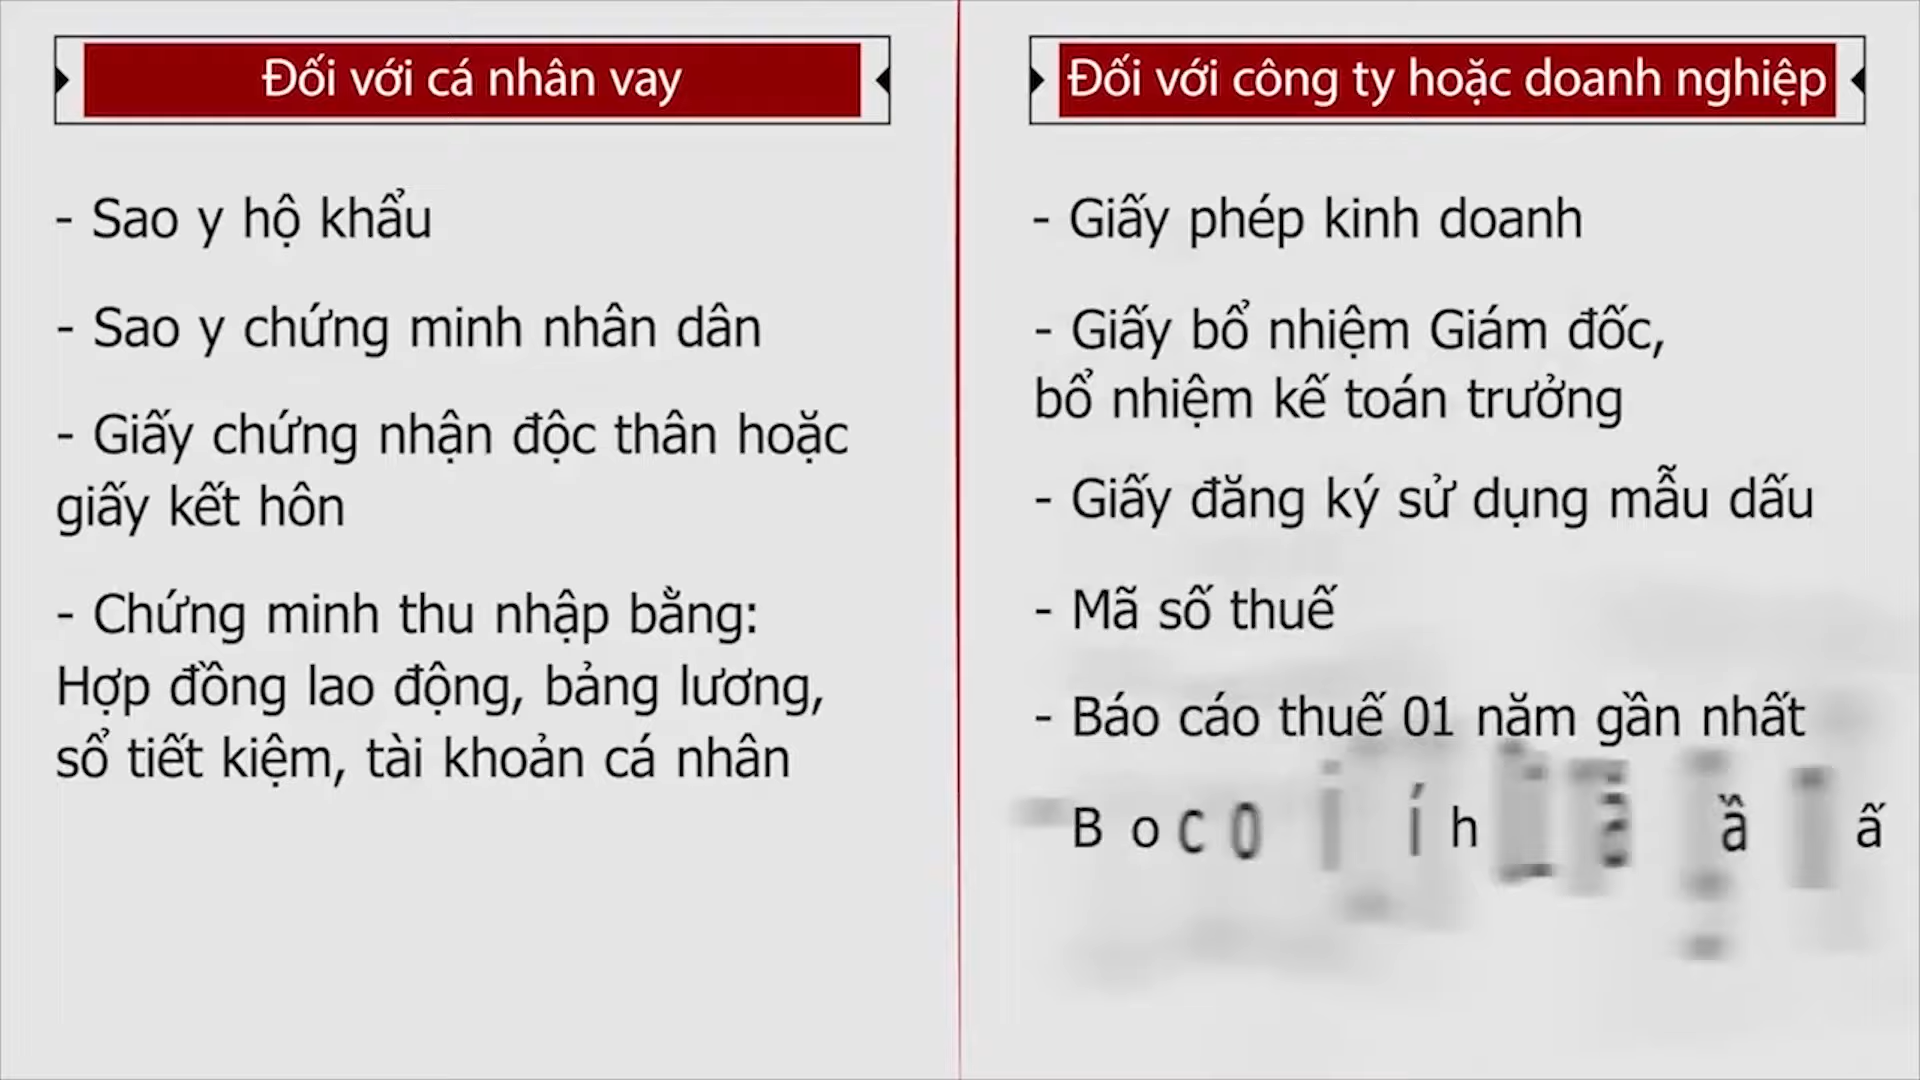 Đối với cá nhân vay
- Sao y hộ khẩu
- Sao y chứng minh nhân dân
- Giấy chứng nhận độc thân hoặc
giấy kết hôn
- Chứng minh thu nhập bằng:
Hợp đồng lao động, bảng lương,
sổ tiết kiệm, tài khoản cá nhân
Đối với công ty hoặc doanh nghiệp
- Giấy phép kinh doanh
- Giấy bổ nhiệm Giám đốc,
bổ nhiệm kế toán trưởng
- Giấy đăng ký sử dụng mẫu dấu
- Mã số thuế
- Báo cáo thuế 01 năm gần nhất